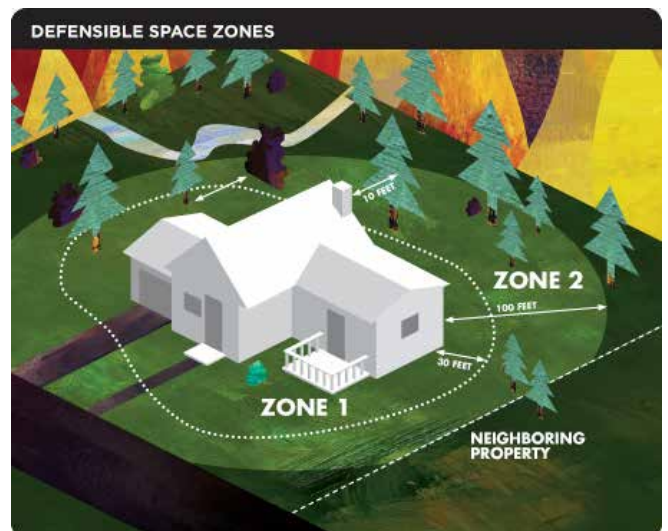 DEFENSIBLE SPACE ZONES
10 FEET
ZONE 2
100 FEET
30 FEET
ZONE 1
NEIGHBORING
PROPERTY